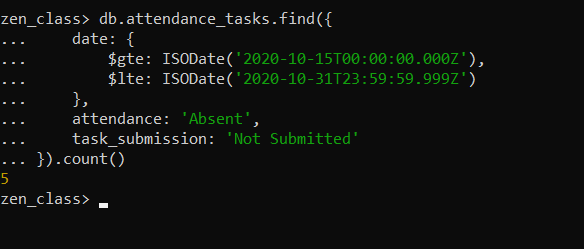 zen_class> db.attendance_tasks.find({
...     date: {
...         $gte: ISODate('2020-10-15T00:00:00.000Z'),
...         $lte: ISODate('2020-10-31T23:59:59.999Z')
...     },
...     attendance: 'Absent',
...     task_submission: 'Not Submitted'
... }).count()
5
zen_class>